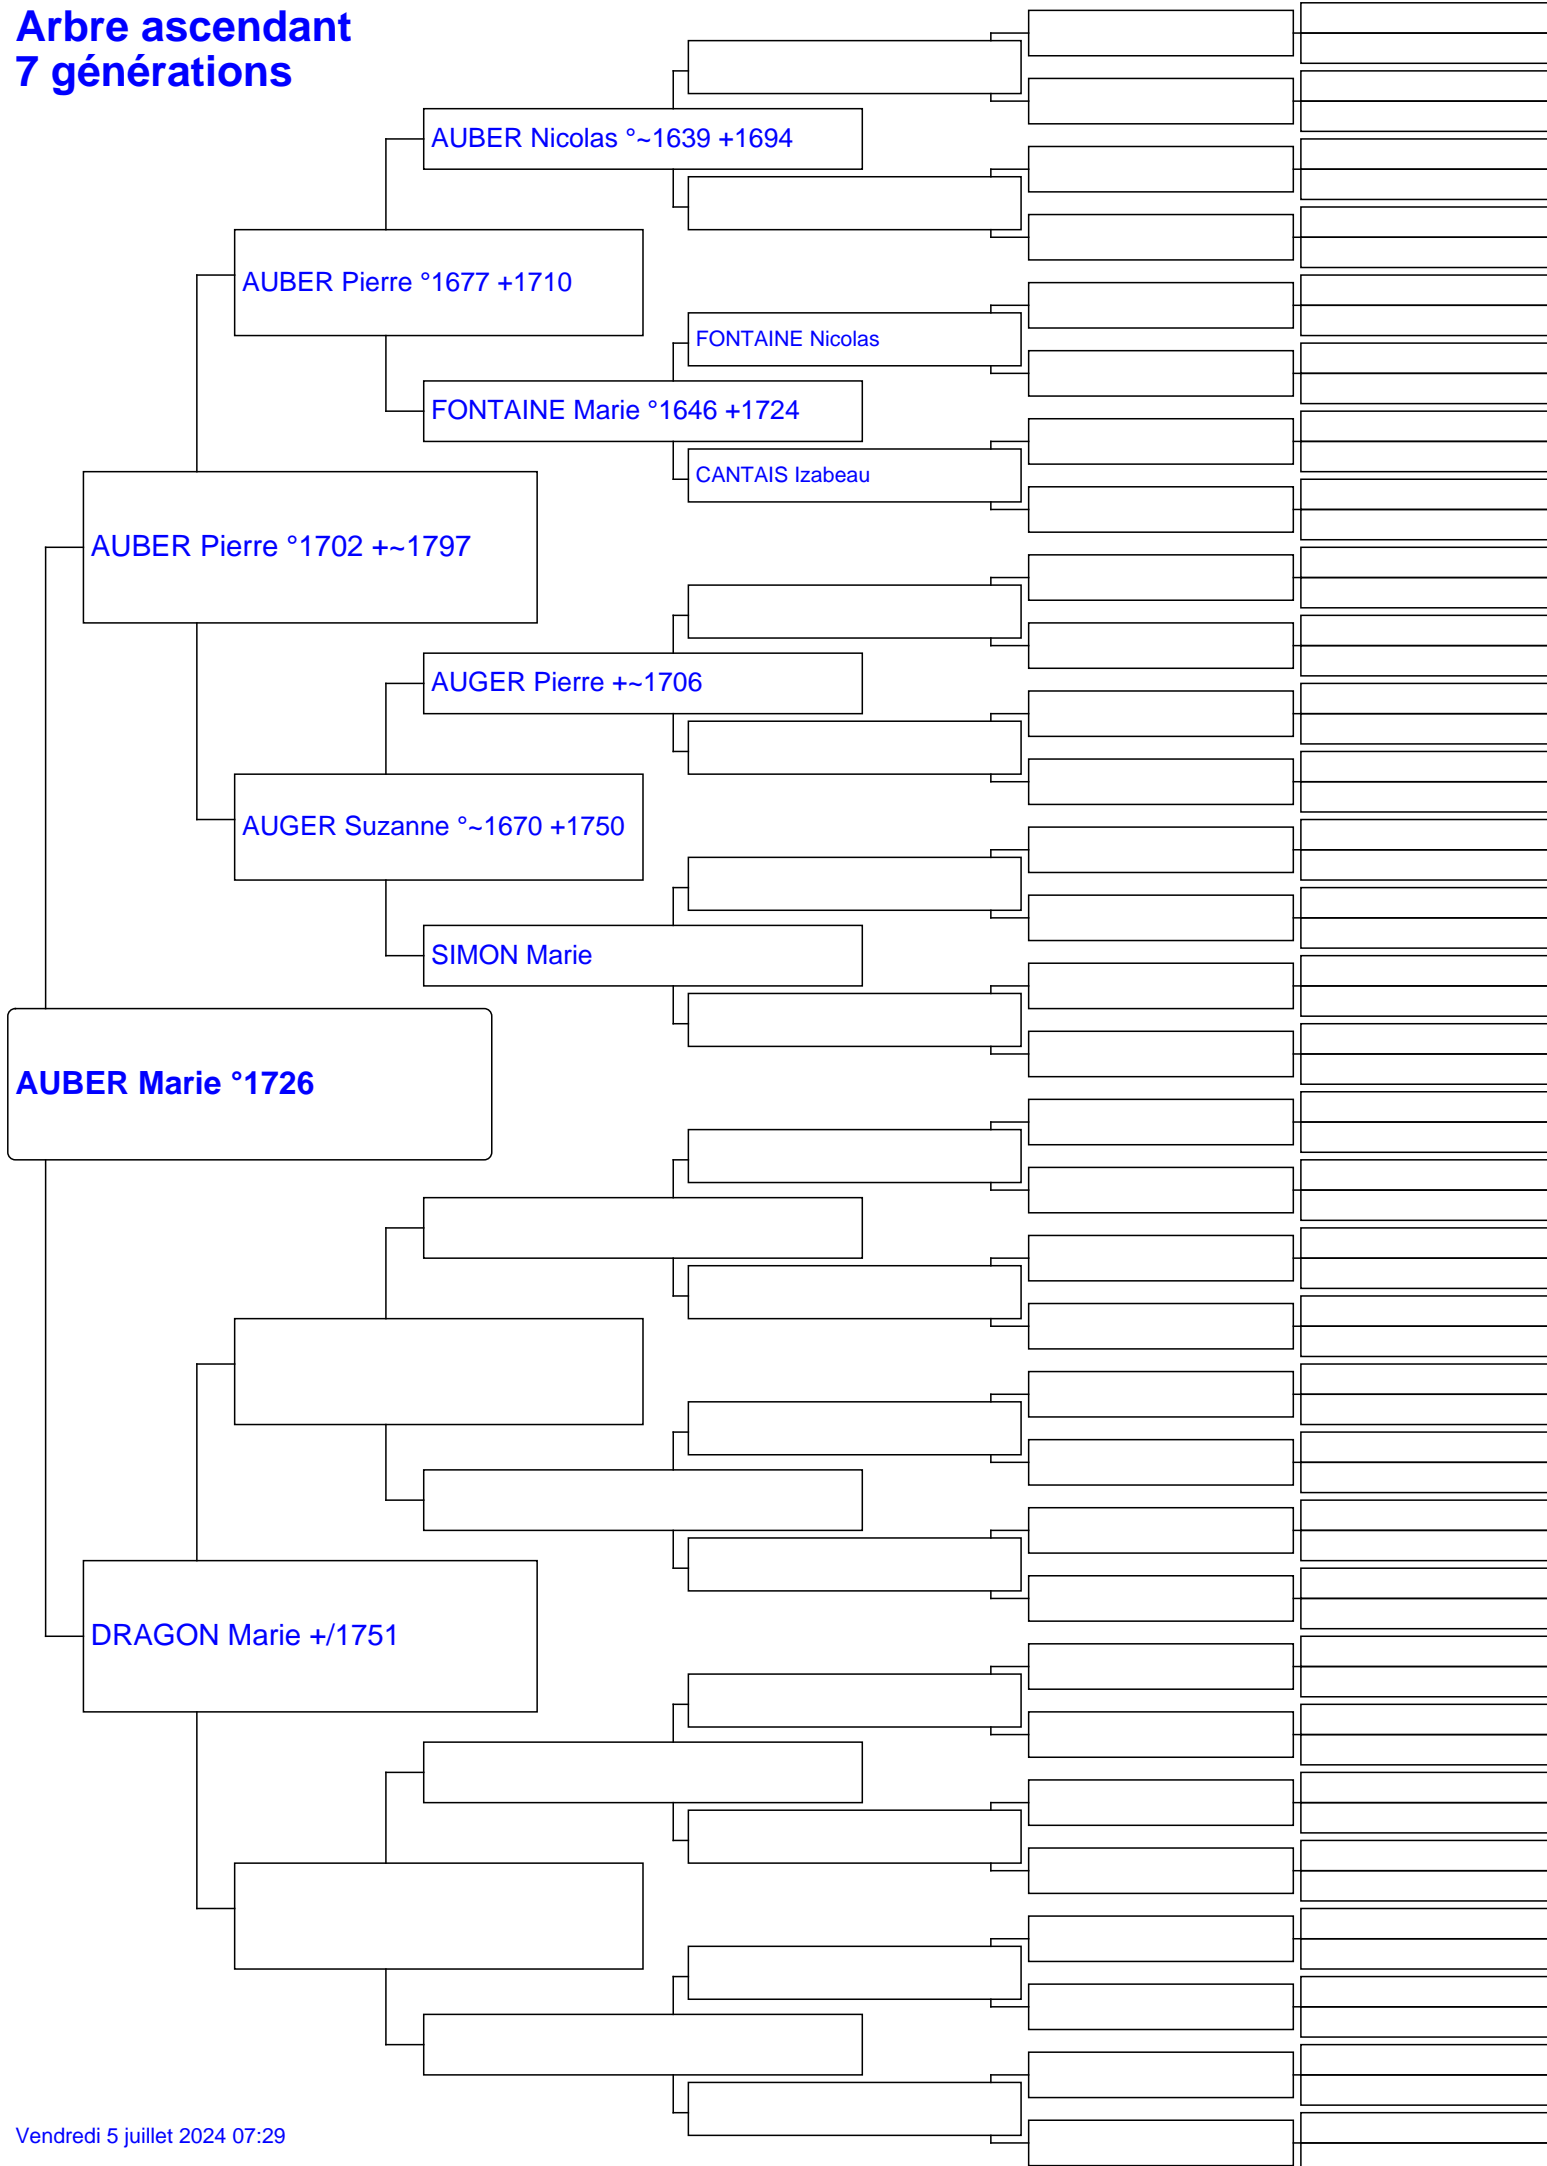 Arbre ascendant
7 générations
AUBER Nicolas °~1639 +1694
AUBER Pierre °1677 +1710
FONTAINE Nicolas
FONTAINE Marie °1646 +1724
CANTAIS Izabeau
AUBER Pierre °1702 +~1797
AUGER Pierre +~1706
AUGER Suzanne °~1670 +1750
SIMON Marie
AUBER Marie °1726
DRAGON Marie +/1751
Vendredi 5 juillet 2024 07:29